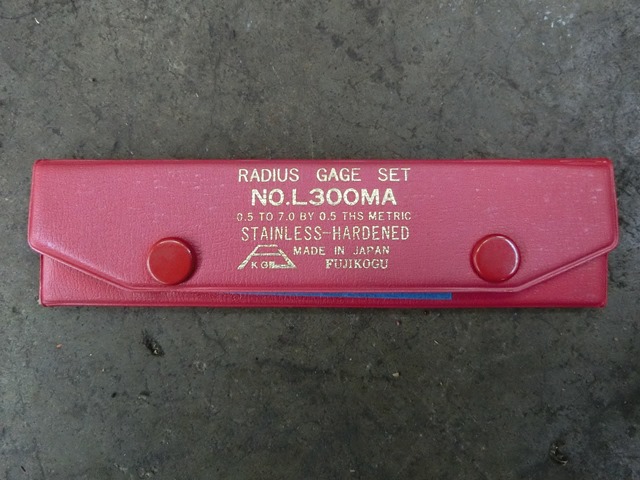 RADIUS GAGE SET
NO.L300MA
0.5 TO 7.0 BY 0.5 THS METRIC
STAINLESS-HARDENED
MADE IN JAPAN
KG FUJIKOGU